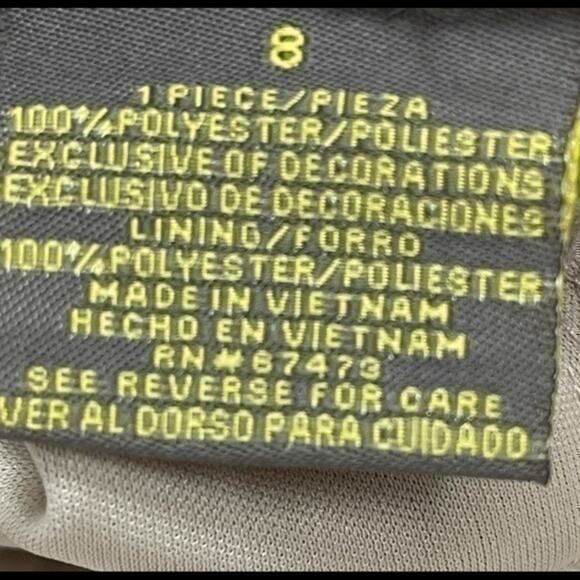 8
1 PIECE/PIEZA
100%POLYESTER/POLIESTER
EXCLUSIVE OF DECORATIONS
EXCLUSIVO DE DECORACIONES
LINING/FORRO
100%POLYESTER/POLIESTER
MADE IN VIETNAM
HECHO EN VIETNAM
RN#67473
SEE REVERSE FOR CARE
VER AL DORSO PARA CUIDADO